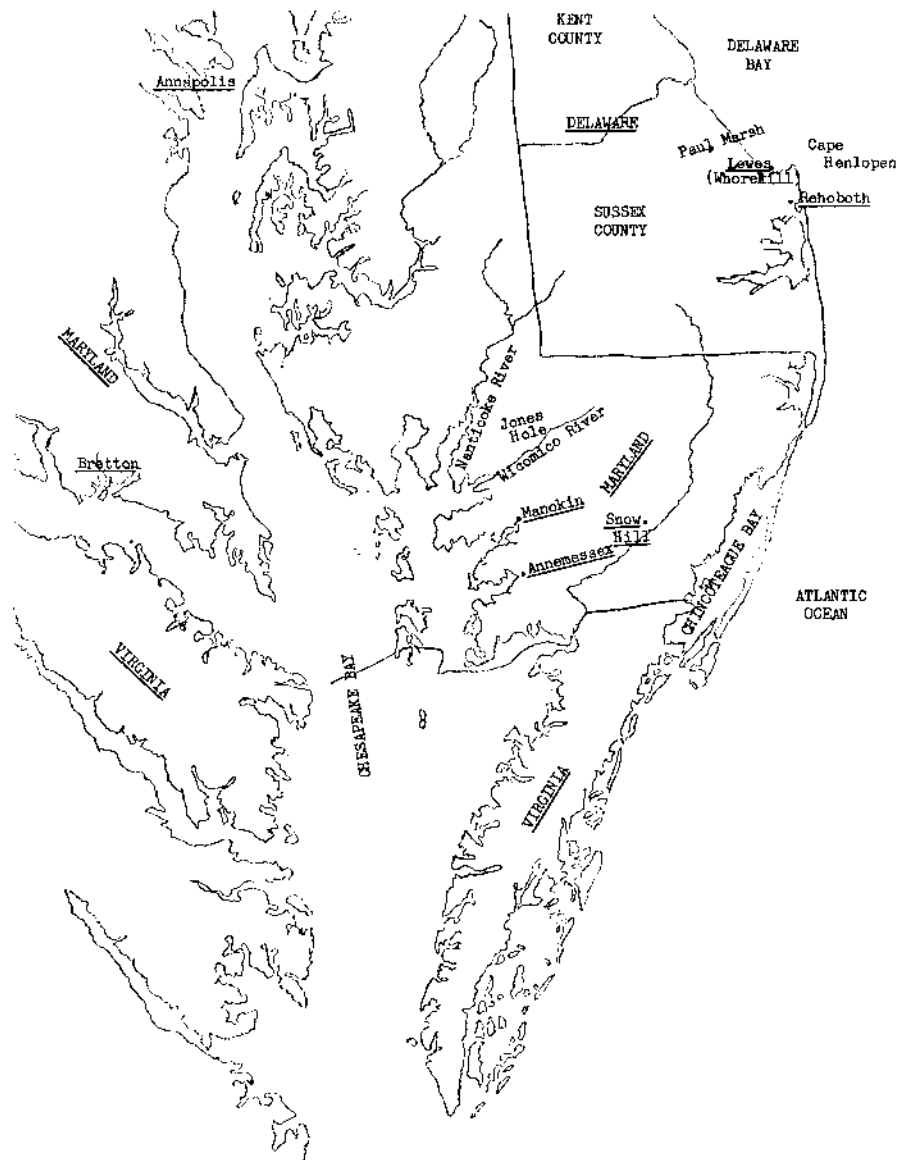 KENT
COUNTY
DELAWARE
BAY
Annapolis
DELAWARE
Paul Marsh
Cape
Henlopen
Lewes
(Whorekill)
Rehoboth
SUSSEX
COUNTY
MARYLAND
Nanticoke River
Jones
Hole
Wicomico River
MARYLAND
Bretton
Manokin
Snow
Hill
Annemessex
CHINCOTEAGUE BAY
ATLANTIC
OCEAN
VIRGINIA
CHESAPEAKE BAY
VIRGINIA